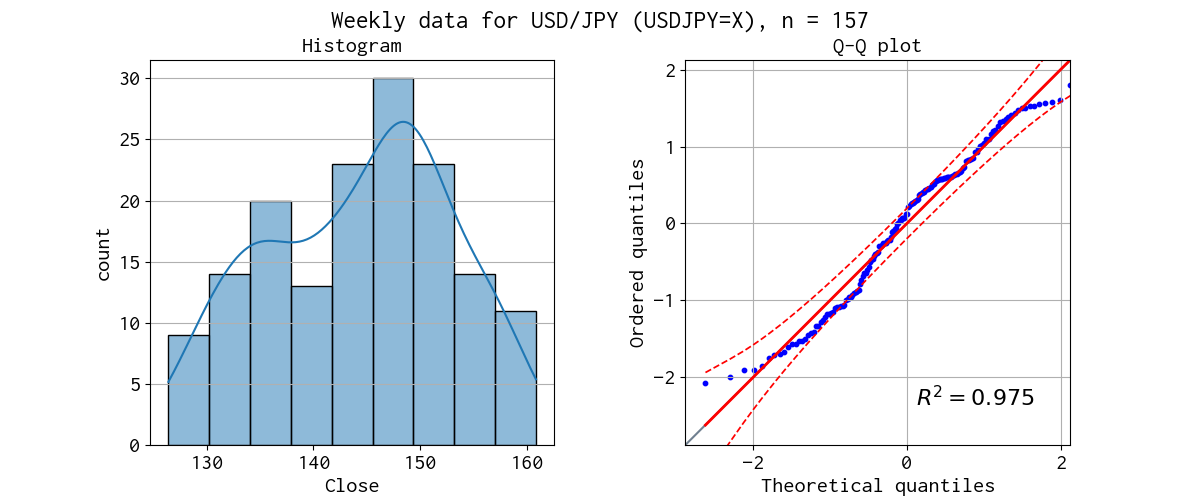 Weekly data for USD/JPY (USDJPY=X), n = 157
Histogram
count
30
25
20
15
10
5
0
130 140 150 160
Close
Q-Q plot
Ordered quantiles
2
1
0
−1
−2
R² = 0.975
−2 0 2
Theoretical quantiles